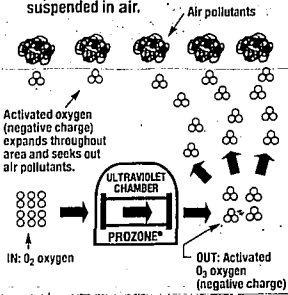 suspended in air.
Air pollutants
Activated oxygen
(negative charge)
expands throughout
area and seeks out
air pollutants.
ULTRAVIOLET
CHAMBER
PROZONE®
IN: O₂ oxygen
OUT: Activated
O₃ oxygen
(negative charge)